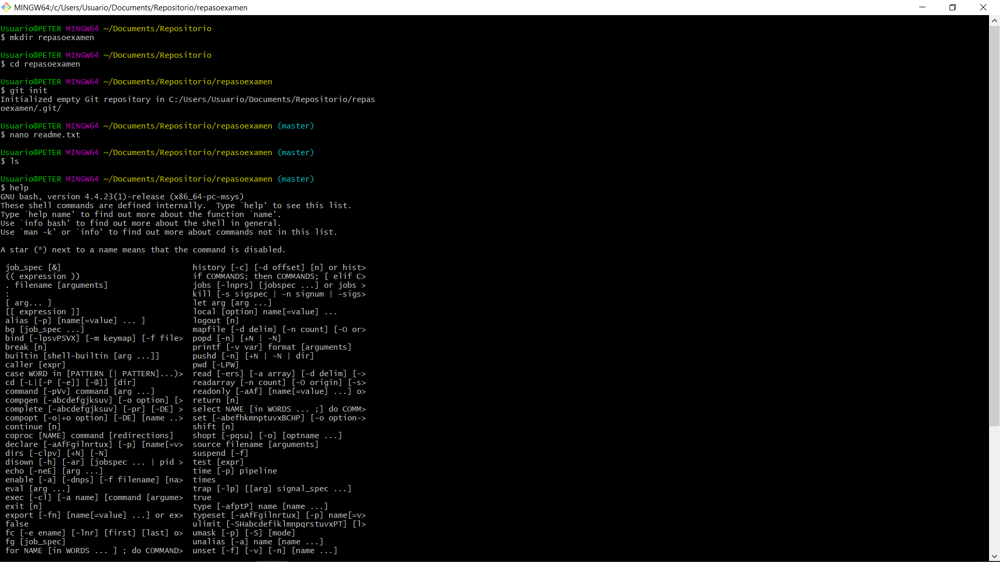 MINGW64:/c/Users/Usuario/Documents/Repositorio/repasoexamen
Usuario@PETER MINGW64 ~/Documents/Repositorio
$ mkdir repasoexamen
Usuario@PETER MINGW64 ~/Documents/Repositorio
$ cd repasoexamen
Usuario@PETER MINGW64 ~/Documents/Repositorio/repasoexamen
$ git init
Initialized empty Git repository in C:/Users/Usuario/Documents/Repositorio/repas
oexamen/.git/
Usuario@PETER MINGW64 ~/Documents/Repositorio/repasoexamen (master)
$ nano readme.txt
Usuario@PETER MINGW64 ~/Documents/Repositorio/repasoexamen (master)
$ ls
Usuario@PETER MINGW64 ~/Documents/Repositorio/repasoexamen (master)
$ help
GNU bash, version 4.4.23(1)-release (x86_64-pc-msys)
These shell commands are defined internally.  Type `help' to see this list.
Type `help name' to find out more about the function `name'.
Use `info bash' to find out more about the shell in general.
Use `man -k' or `info' to find out more about commands not in this list.
A star (*) next to a name means that the command is disabled.
job_spec [&]                            history [-c] [-d offset] [n] or hist>
(( expression ))                        if COMMANDS; then COMMANDS; [ elif C>
. filename [arguments]                  jobs [-lnprs] [jobspec ...] or jobs >
:                                       kill [-s sigspec | -n signum | -sigs>
[ arg... ]                              let arg [arg ...]
[[ expression ]]                        local [option] name[=value] ...
alias [-p] [name[=value] ... ]          logout [n]
bg [job_spec ...]                       mapfile [-d delim] [-n count] [-O or>
bind [-lpsvPSVX] [-m keymap] [-f file>  popd [-n] [+N | -N]
break [n]                               printf [-v var] format [arguments]
builtin [shell-builtin [arg ...]]       pushd [-n] [+N | -N | dir]
caller [expr]                           pwd [-LPW]
case WORD in [PATTERN [| PATTERN]...)>  read [-ers] [-a array] [-d delim] [->
cd [-L|[-P [-e]] [-@]] [dir]            readarray [-n count] [-O origin] [-s>
command [-pVv] command [arg ...]        readonly [-aAf] [name[=value] ...] o>
compgen [-abcdefgjksuv] [-o option] [>  return [n]
complete [-abcdefgjksuv] [-pr] [-DE] >  select NAME [in WORDS ... ;] do COMM>
compopt [-o|+o option] [-DE] [name ..>  set [-abefhkmnptuvxBCHP] [-o option->
continue [n]                            shift [n]
coproc [NAME] command [redirections]    shopt [-pqsu] [-o] [optname ...]
declare [-aAfFgilnrtux] [-p] [name[=v>  source filename [arguments]
dirs [-clpv] [+N] [-N]                  suspend [-f]
disown [-h] [-ar] [jobspec ... | pid >  test [expr]
echo [-neE] [arg ...]                   time [-p] pipeline
enable [-a] [-dnps] [-f filename] [na>  times
eval [arg ...]                          trap [-lp] [[arg] signal_spec ...]
exec [-cl] [-a name] [command [argume>  true
exit [n]                                type [-afptP] name [name ...]
export [-fn] [name[=value] ...] or ex>  typeset [-aAfFgilnrtux] [-p] name[=v>
false                                   ulimit [-SHabcdefiklmnpqrstuvxPT] [l>
fc [-e ename] [-lnr] [first] [last] o>  umask [-p] [-S] [mode]
fg [job_spec]                           unalias [-a] name [name ...]
for NAME [in WORDS ... ] ; do COMMAND>  unset [-f] [-v] [-n] [name ...]